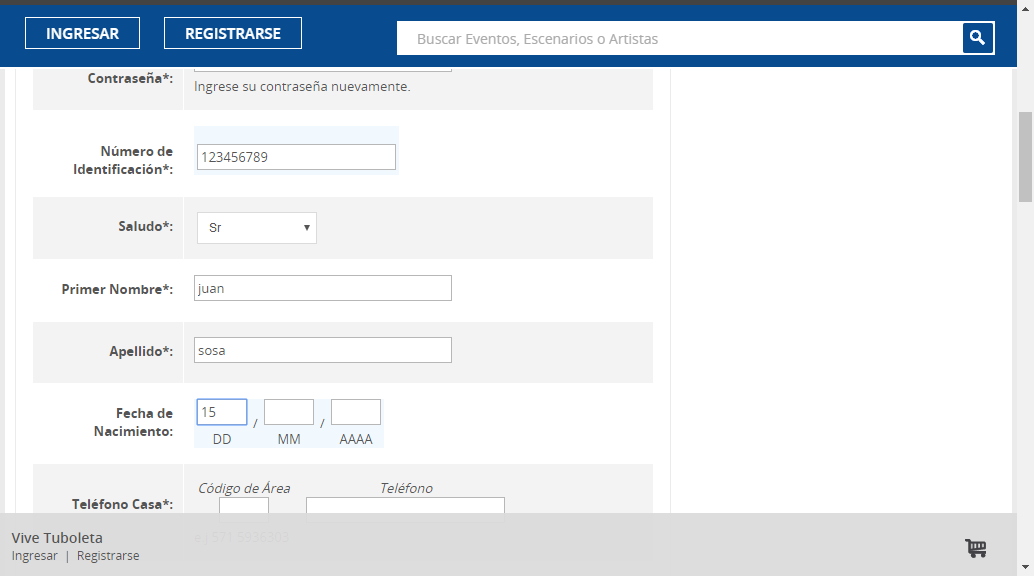 INGRESAR REGISTRARSE Buscar Eventos, Escenarios o Artistas
Contraseña*:
Ingrese su contraseña nuevamente.
Número de
Identificación*:
123456789
Saludo*: Sr
Primer Nombre*: juan
Apellido*: sosa
Fecha de
Nacimiento:
15 / /
DD MM AAAA
Código de Área Teléfono
Teléfono Casa*:
Vive Tuboleta
Ingresar | Registrarse